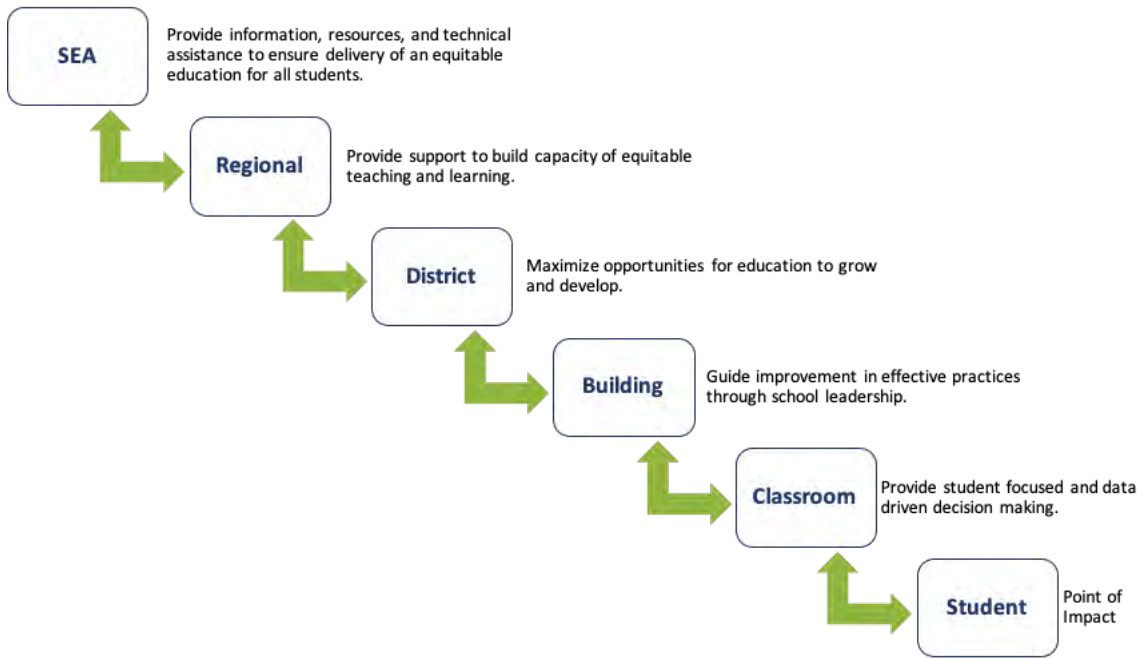 SEA
Provide information, resources, and technical
assistance to ensure delivery of an equitable
education for all students.
Regional
Provide support to build capacity of equitable
teaching and learning.
District
Maximize opportunities for education to grow
and develop.
Building
Guide improvement in effective practices
through school leadership.
Classroom
Provide student focused and data
driven decision making.
Student
Point of
Impact